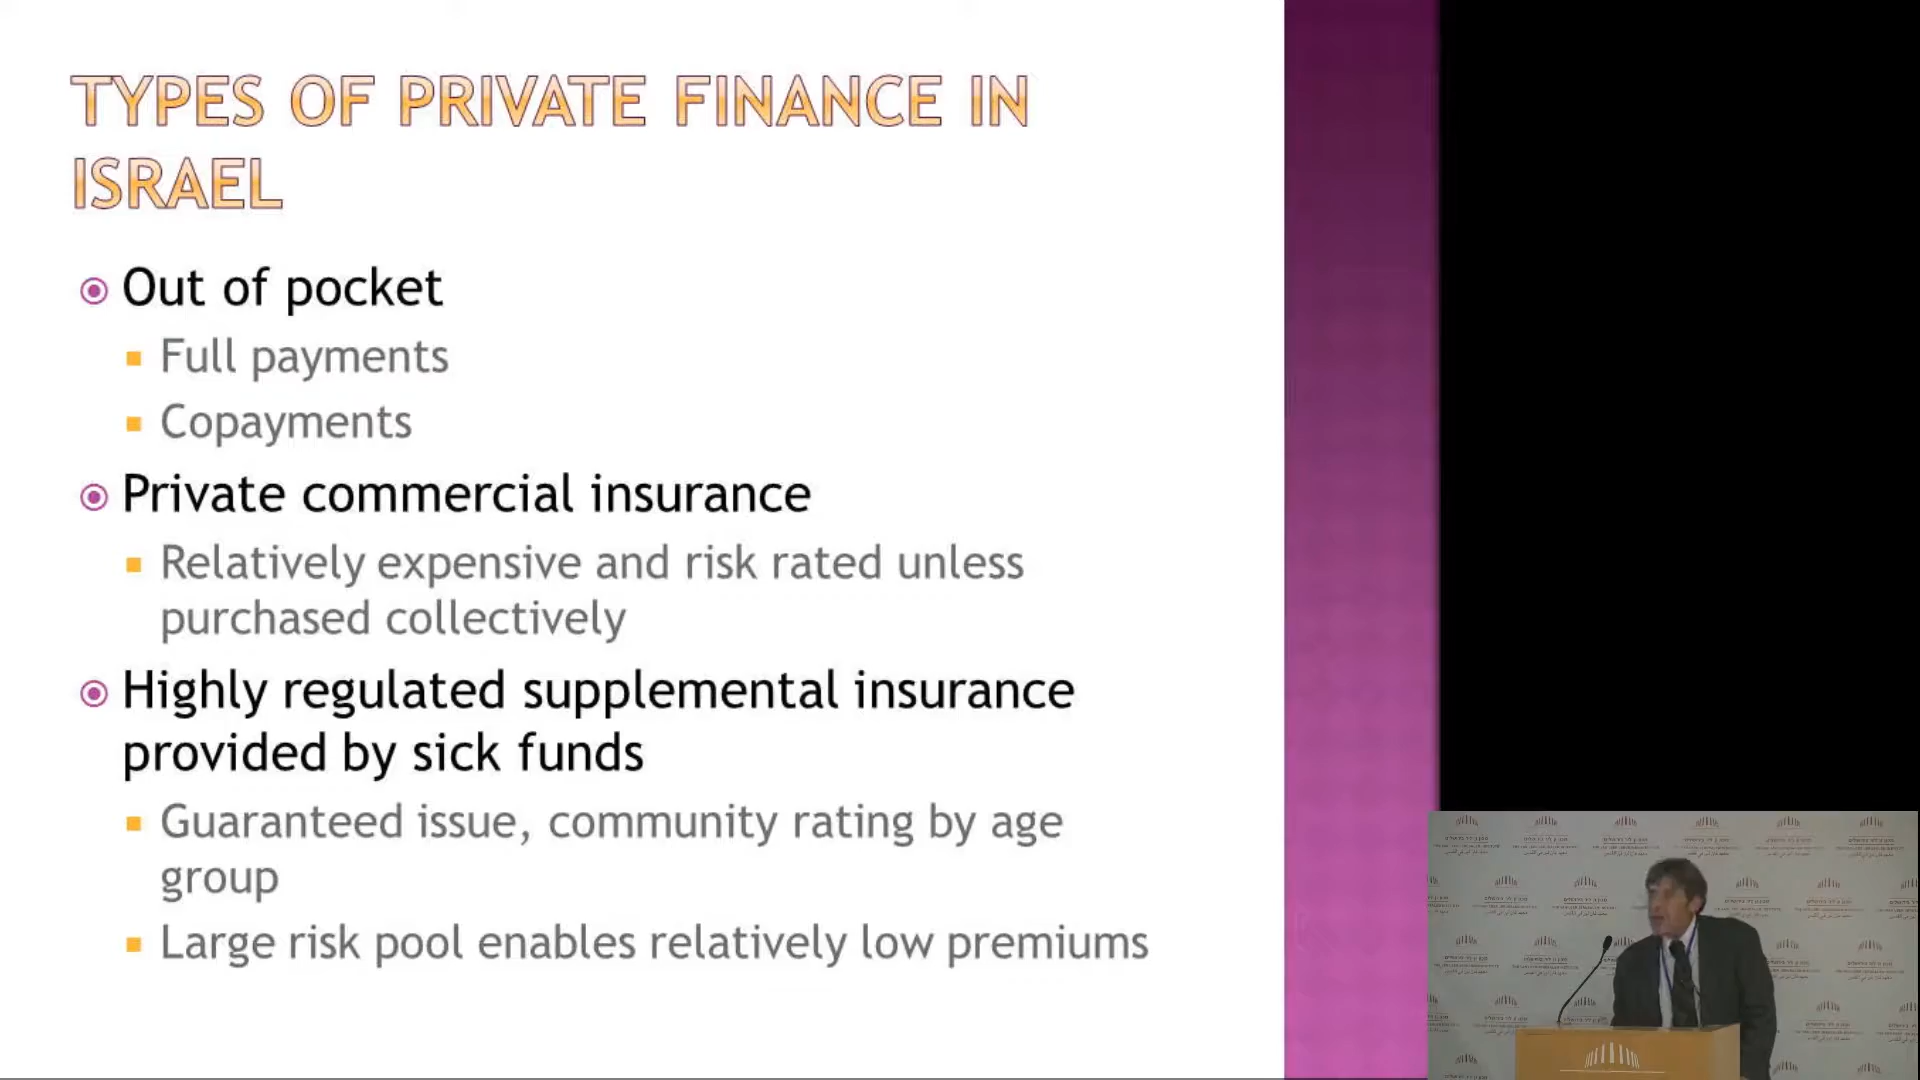 TYPES OF PRIVATE FINANCE IN
ISRAEL
Out of pocket
Full payments
Copayments
Private commercial insurance
Relatively expensive and risk rated unless
purchased collectively
Highly regulated supplemental insurance
provided by sick funds
Guaranteed issue, community rating by age
group
Large risk pool enables relatively low premiums